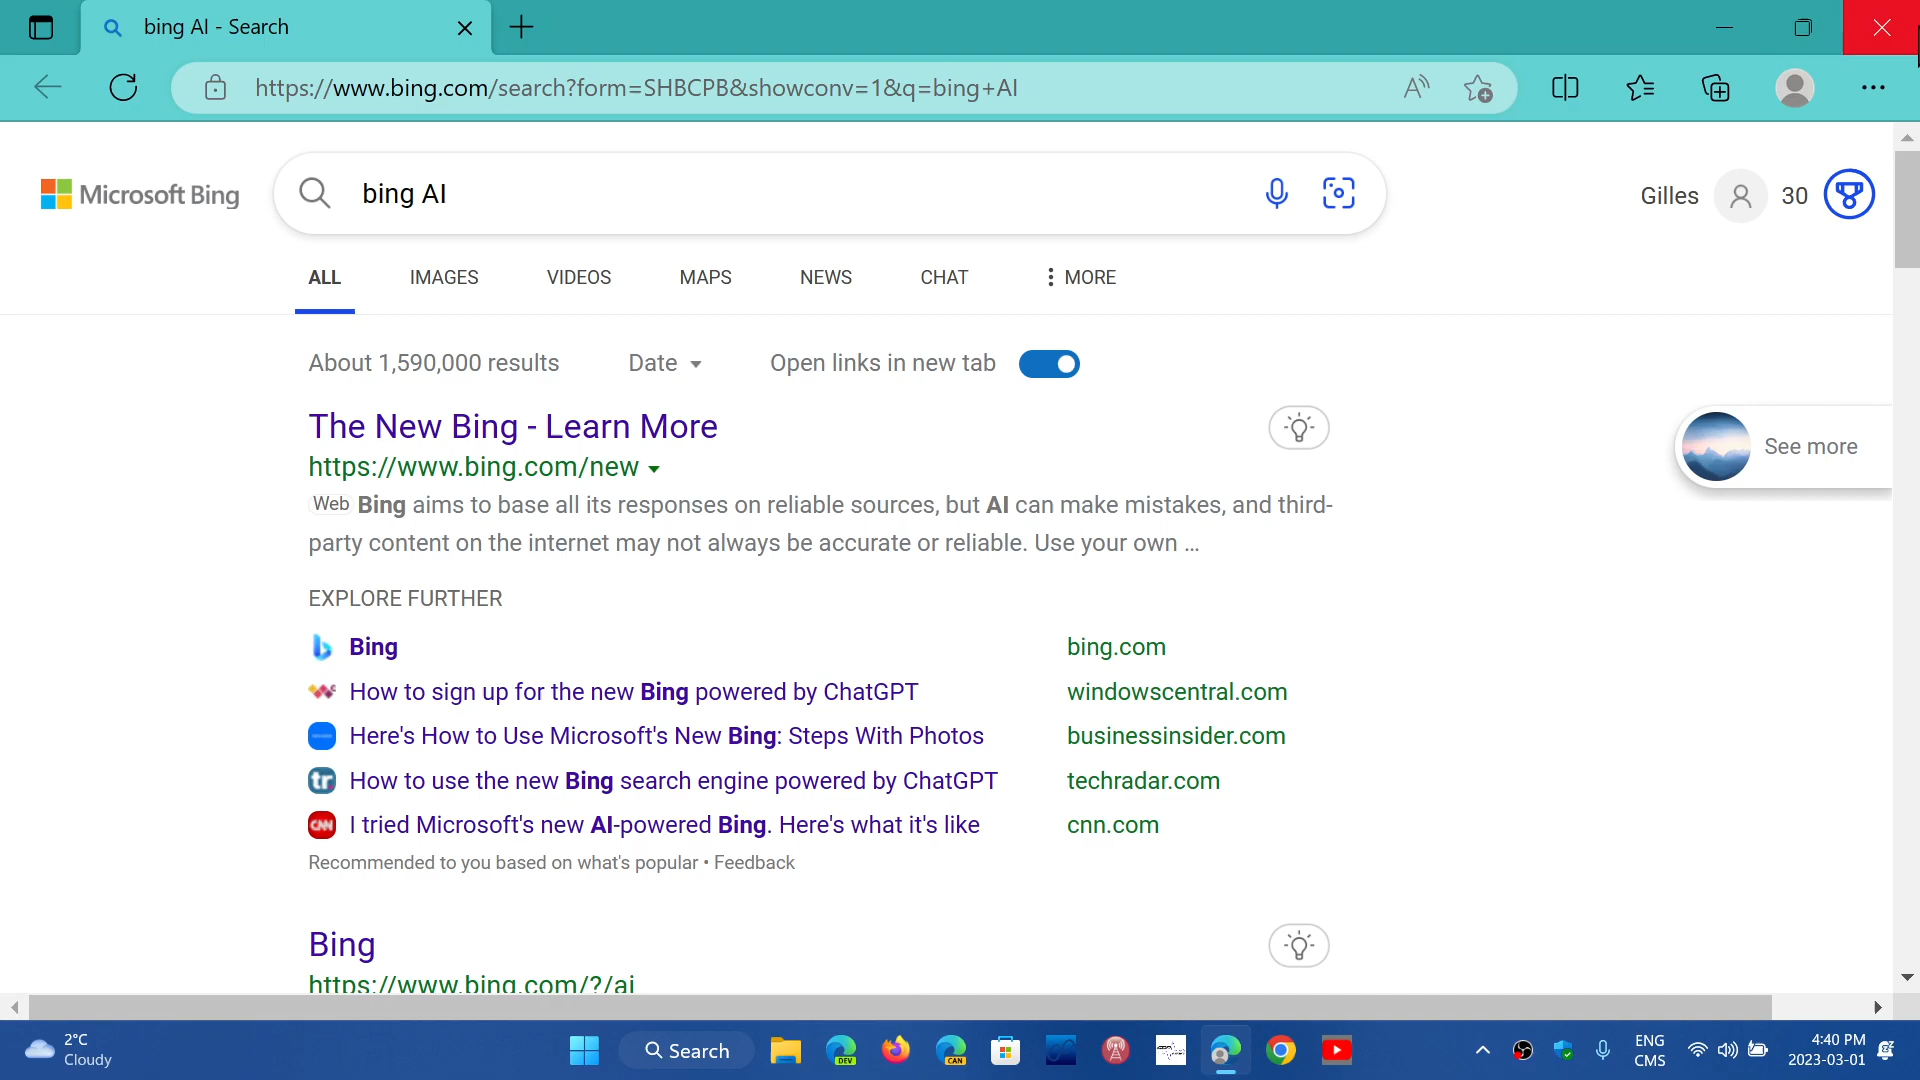 bing AI - Search
https://www.bing.com/search?form=SHBCPB&showconv=1&q=bing+AI
Microsoft Bing
bing AI
Gilles
30
ALL IMAGES VIDEOS MAPS NEWS CHAT MORE
About 1,590,000 results Date Open links in new tab
The New Bing - Learn More
https://www.bing.com/new
See more
Web Bing aims to base all its responses on reliable sources, but AI can make mistakes, and third-
party content on the internet may not always be accurate or reliable. Use your own ...
EXPLORE FURTHER
Bing bing.com
How to sign up for the new Bing powered by ChatGPT windowscentral.com
Here's How to Use Microsoft's New Bing: Steps With Photos businessinsider.com
tr How to use the new Bing search engine powered by ChatGPT techradar.com
CNN I tried Microsoft's new AI-powered Bing. Here's what it's like cnn.com
Recommended to you based on what's popular • Feedback
Bing
https://www.bing.com/?/ai
2°C
Cloudy
Search
DEV
CAN
ENG
CMS
4:40 PM
2023-03-01